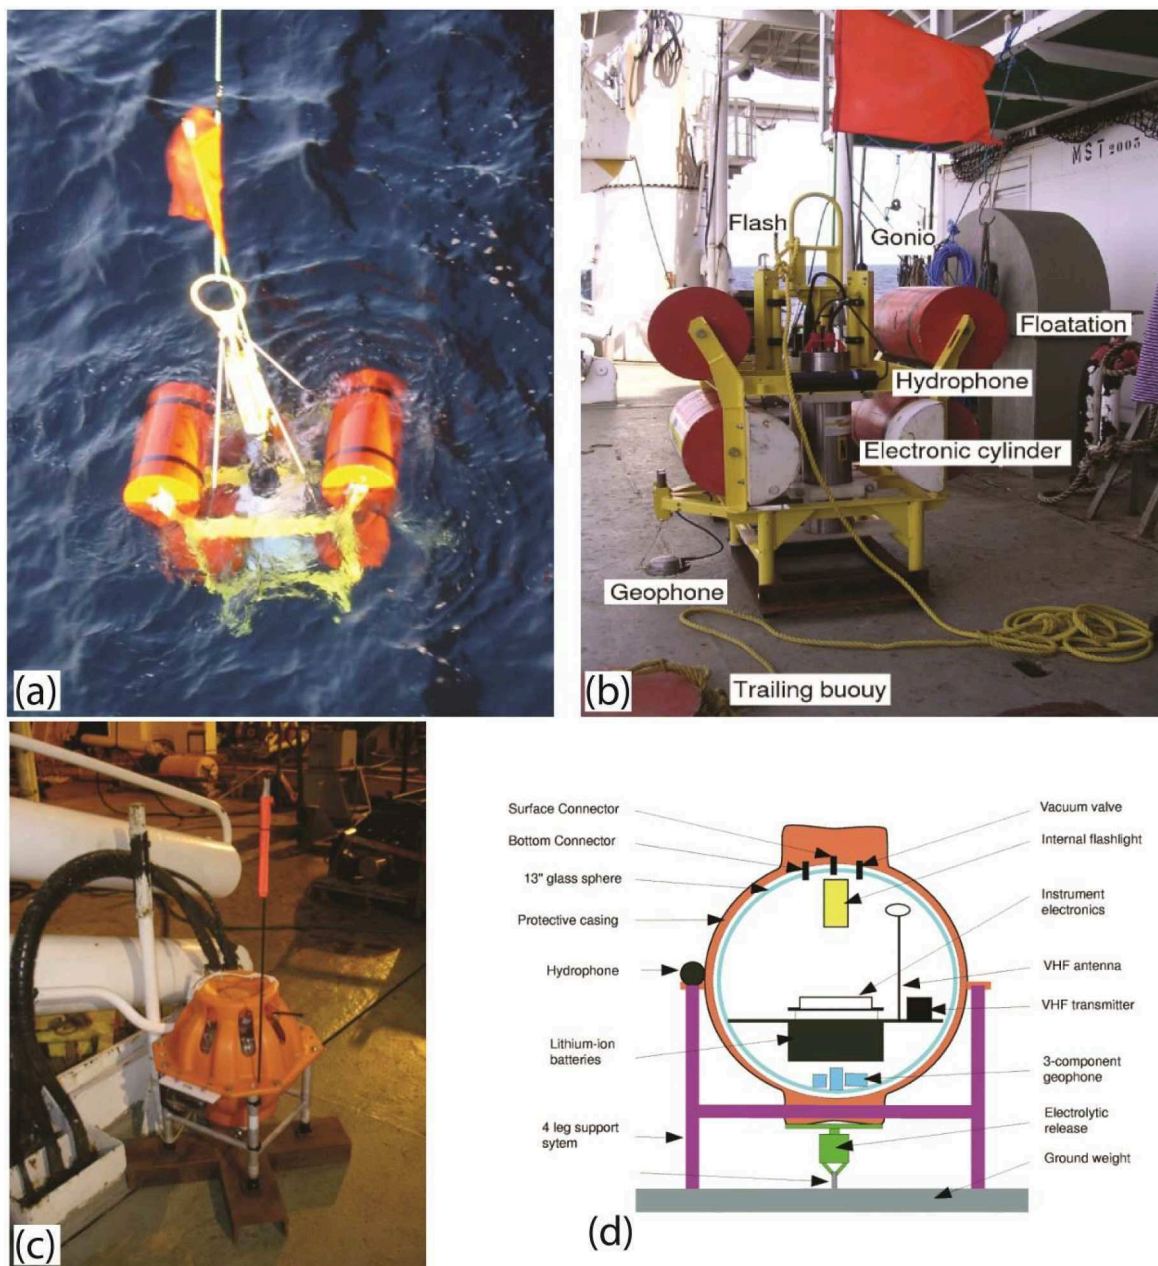 MST2005
Flash
Gonio
Floatation
Hydrophone
Electronic cylinder
Geophone
Trailing buouy
(a)
(b)
Surface Connector
Bottom Connector
13" glass sphere
Protective casing
Hydrophone
Lithium-ion
batteries
4 leg support
sytem
Vacuum valve
Internal flashlight
Instrument
electronics
VHF antenna
VHF transmitter
3-component
geophone
Electrolytic
release
Ground weight
(c)
(d)